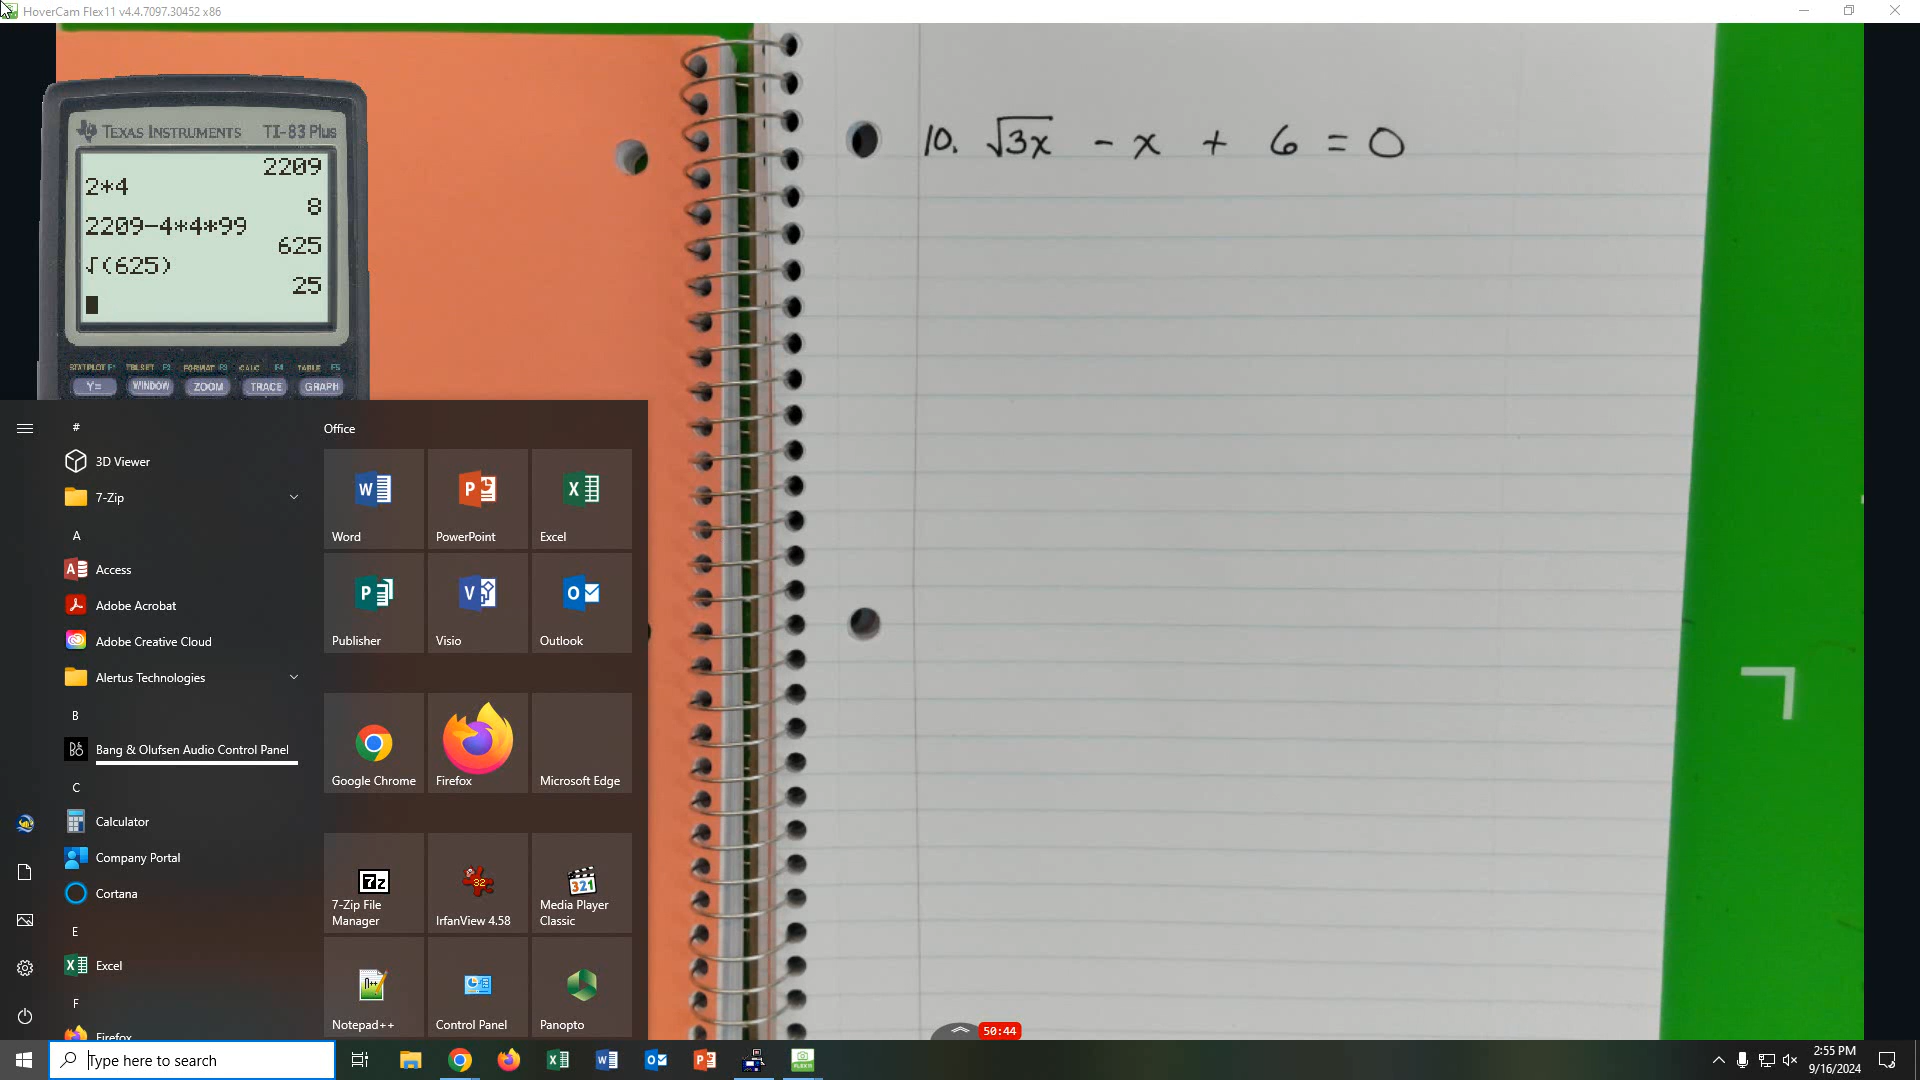 HoverCam Flex11 v4.4.7097.30452 x86
TEXAS INSTRUMENTS TI-83 Plus
2209
2*4
8
2209-4*4*99
625
√(625)
25
STAT PLOT F1 TBLSET F2 FORMAT F3 CALC F4 TABLE F5
Y= WINDOW ZOOM TRACE GRAPH
10. √3x - x + 6 = 0
#
3D Viewer
7-Zip
A
Access
Adobe Acrobat
Adobe Creative Cloud
Alertus Technologies
B
Bang & Olufsen Audio Control Panel
C
Calculator
Company Portal
Cortana
E
Excel
F
Firefox
Office
Word PowerPoint Excel
Publisher Visio Outlook
Google Chrome Firefox Microsoft Edge
7-Zip File Manager
IrfanView 4.58
Media Player Classic
Notepad++ Control Panel Panopto
50:44
Type here to search
2:55 PM
9/16/2024